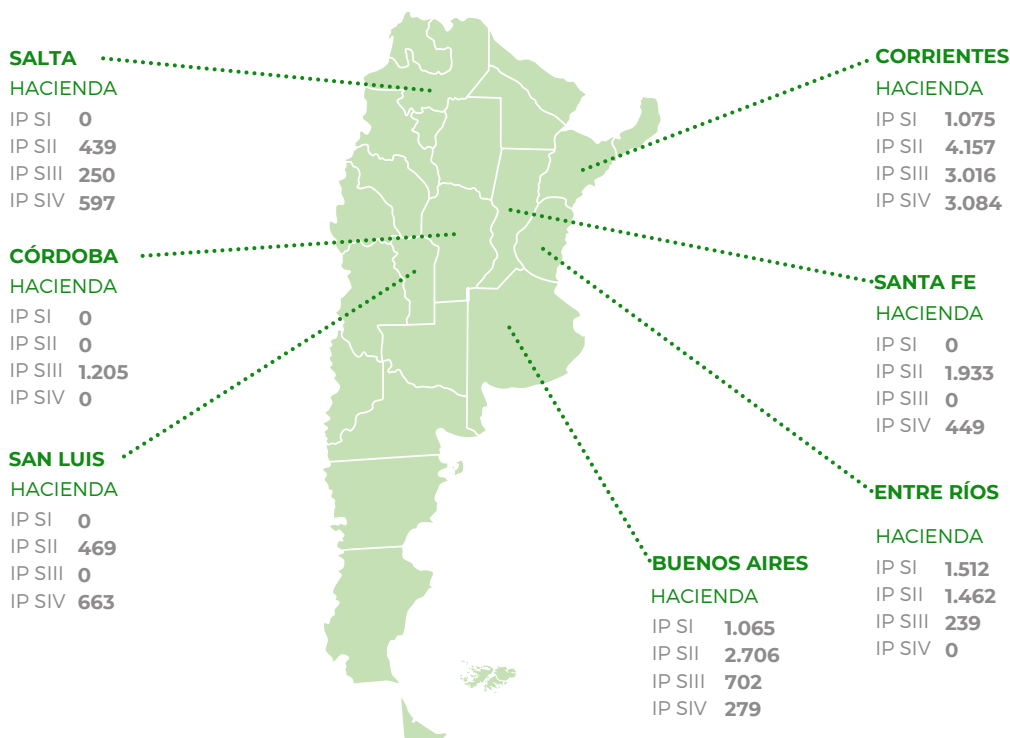 SALTA
HACIENDA
IP SI 0
IP SII 439
IP SIII 250
IP SIV 597
CÓRDOBA
HACIENDA
IP SI 0
IP SII 0
IP SIII 1.205
IP SIV 0
SAN LUIS
HACIENDA
IP SI 0
IP SII 469
IP SIII 0
IP SIV 663
CORRIENTES
HACIENDA
IP SI 1.075
IP SII 4.157
IP SIII 3.016
IP SIV 3.084
SANTA FE
HACIENDA
IP SI 0
IP SII 1.933
IP SIII 0
IP SIV 449
ENTRE RÍOS
HACIENDA
IP SI 1.512
IP SII 1.462
IP SIII 239
IP SIV 0
BUENOS AIRES
HACIENDA
IP SI 1.065
IP SII 2.706
IP SIII 702
IP SIV 279